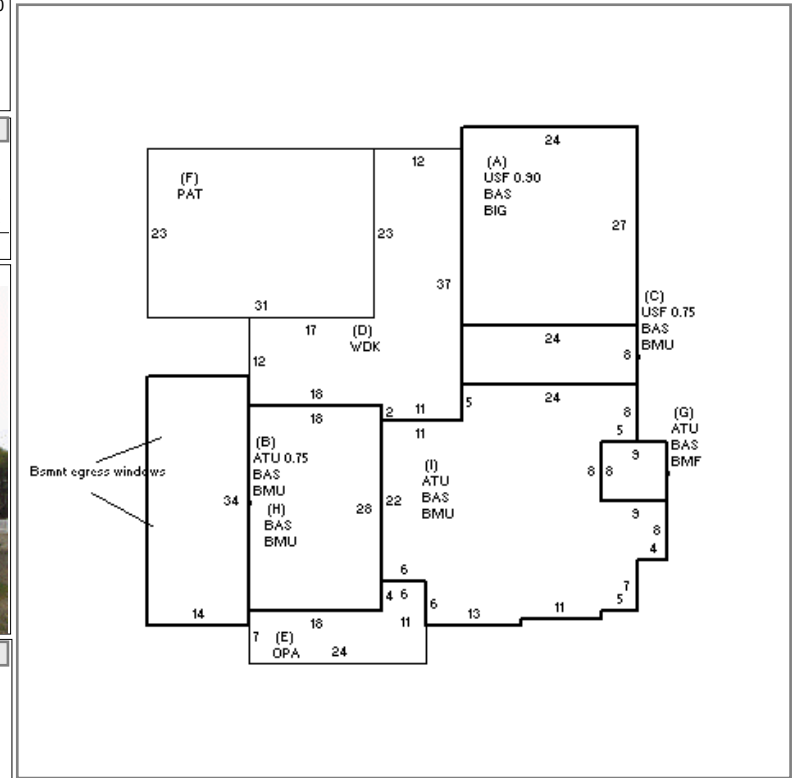 24
12
(A)
USF 0.90
BAS
BIG
(F)
PAT
27
23
23
37
(C)
USF 0.75
BAS
BMU
31
17
(D)
WDK
24
8
12
18
18
2
11
11
5
24
8
5
(G)
ATU
BAS
BMF
9
8
8
(B)
ATU 0.75
BAS
BMU
(H)
BAS
BMU
(I)
ATU
BAS
BMU
Bsmnt egress windows
34
28
22
9
8
4
6
4
6
6
7
5
14
18
11
13
11
7
(E)
OPA
24